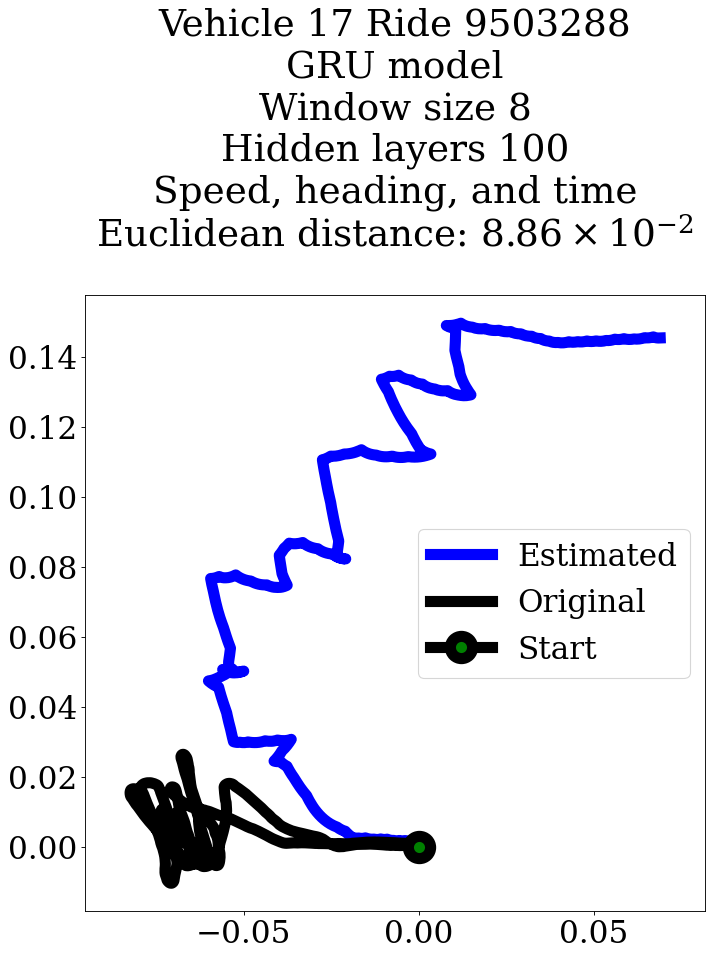 Vehicle 17 Ride 9503288
GRU model
Window size 8
Hidden layers 100
Speed, heading, and time
Euclidean distance: 8.86 × 10⁻²
0.14
0.12
0.10
0.08
0.06
0.04
0.02
0.00
Estimated
Original
Start
−0.05 0.00 0.05